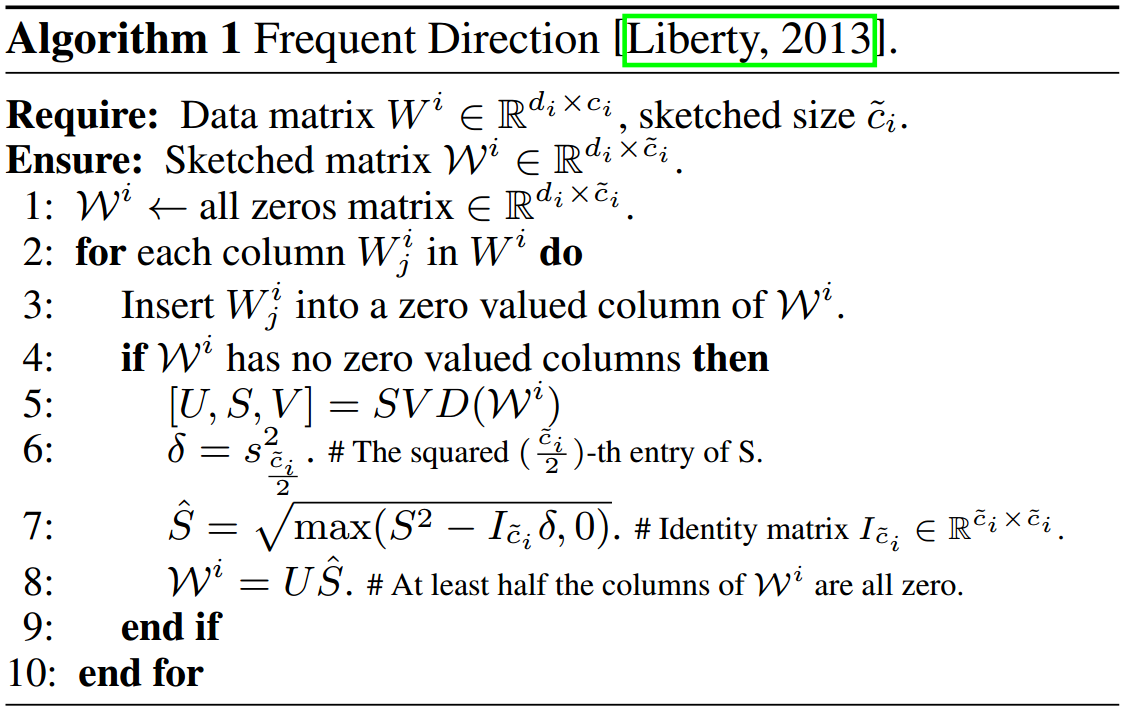 Algorithm 1 Frequent Direction [Liberty, 2013].
Require: Data matrix $W^i \in \mathbb{R}^{d_i \times c_i}$, sketched size $\tilde{c}_i$.
Ensure: Sketched matrix $\mathcal{W}^i \in \mathbb{R}^{d_i \times \tilde{c}_i}$.
1: $\mathcal{W}^i \leftarrow$ all zeros matrix $\in \mathbb{R}^{d_i \times \tilde{c}_i}$.
2: for each column $W^i_j$ in $W^i$ do
3: Insert $W^i_j$ into a zero valued column of $\mathcal{W}^i$.
4: if $\mathcal{W}^i$ has no zero valued columns then
5: $[U, S, V] = SVD(\mathcal{W}^i)$
6: $\delta = s^2_{\frac{\tilde{c}_i}{2}}$. # The squared $(\frac{\tilde{c}_i}{2})$-th entry of S.
7: $\hat{S} = \sqrt{\max(S^2 - I_{\tilde{c}_i}\delta, 0)}$. # Identity matrix $I_{\tilde{c}_i} \in \mathbb{R}^{\tilde{c}_i \times \tilde{c}_i}$.
8: $\mathcal{W}^i = U\hat{S}$. # At least half the columns of $\mathcal{W}^i$ are all zero.
9: end if
10: end for